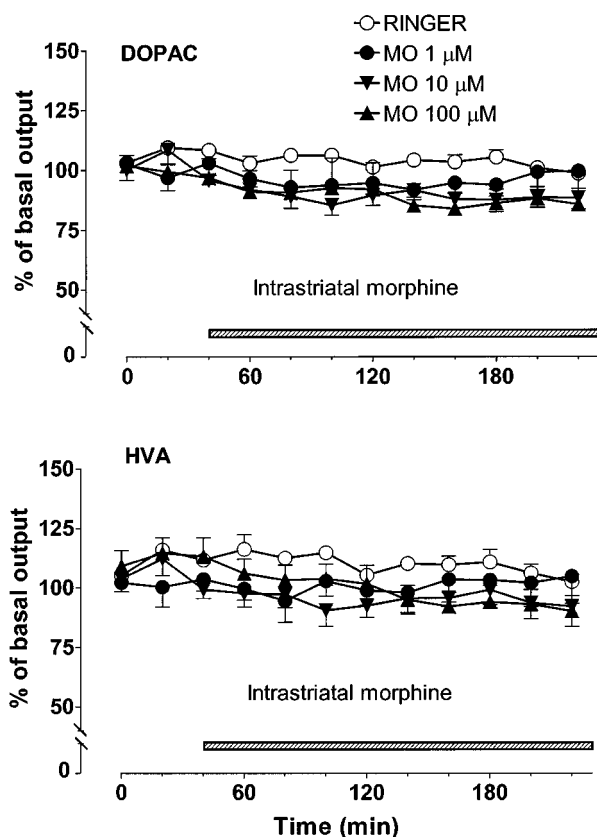 RINGER
MO 1 μM
MO 10 μM
MO 100 μM
DOPAC
% of basal output
150
125
100
75
50
0
Intrastriatal morphine
0 60 120 180
HVA
% of basal output
150
125
100
75
50
0
Intrastriatal morphine
0 60 120 180
Time (min)